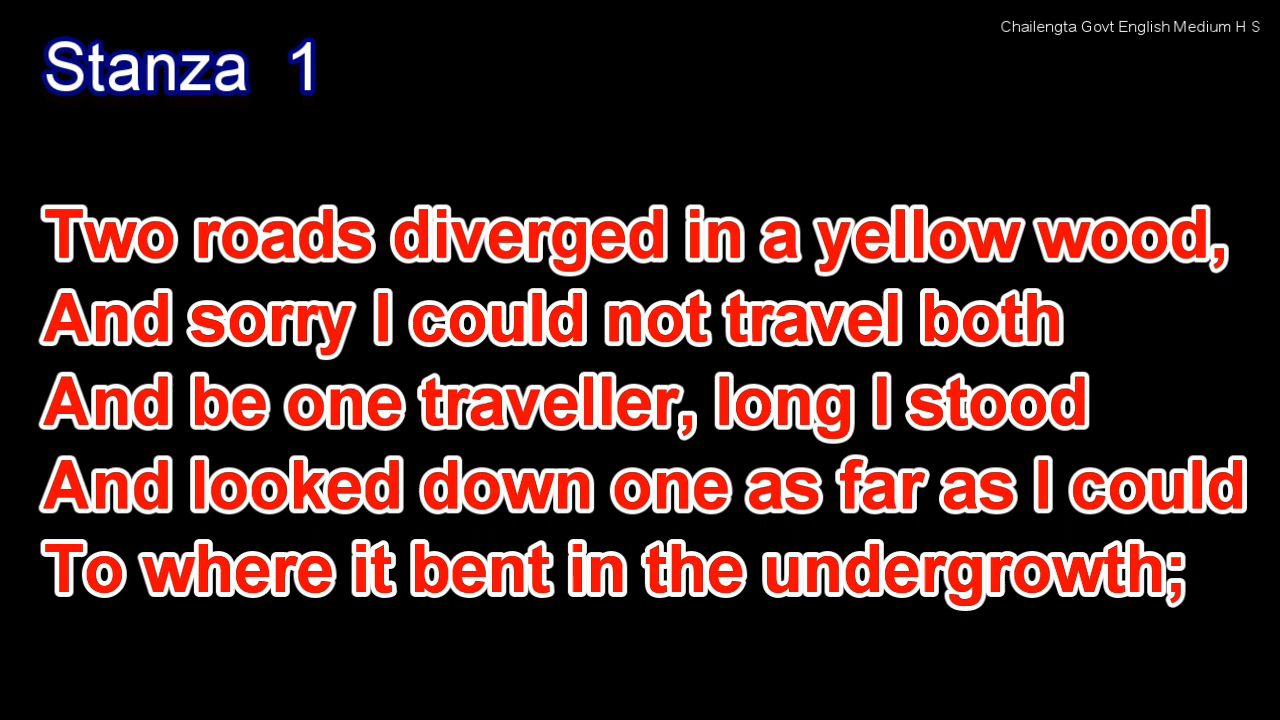 Chailengta Govt English Medium H S
Stanza 1
Two roads diverged in a yellow wood,
And sorry I could not travel both
And be one traveller, long I stood
And looked down one as far as I could
To where it bent in the undergrowth;